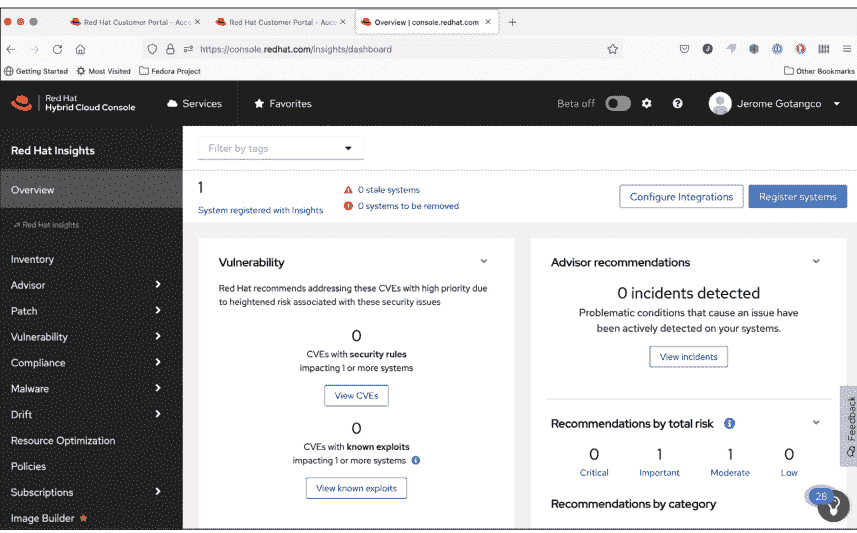 Red Hat Customer Portal - Acce
Red Hat Customer Portal - Acce
Overview | console.redhat.com
https://console.redhat.com/insights/dashboard
Getting Started
Most Visited
Fedora Project
Other Bookmarks
Red Hat
Hybrid Cloud Console
Services
Favorites
Beta off
Jerome Gotangco
Red Hat Insights
Overview
Red Hat Insights
Inventory
Advisor
Patch
Vulnerability
Compliance
Malware
Drift
Resource Optimization
Policies
Subscriptions
Image Builder
Filter by tags
1
System registered with Insights
0 stale systems
0 systems to be removed
Configure Integrations
Register systems
Vulnerability
Red Hat recommends addressing these CVEs with high priority due
to heightened risk associated with these security issues
0
CVEs with security rules
impacting 1 or more systems
View CVEs
0
CVEs with known exploits
impacting 1 or more systems
View known exploits
Advisor recommendations
0 incidents detected
Problematic conditions that cause an issue have
been actively detected on your systems.
View incidents
Recommendations by total risk
0 1 1 0
Critical Important Moderate Low
Recommendations by category
Feedback
28